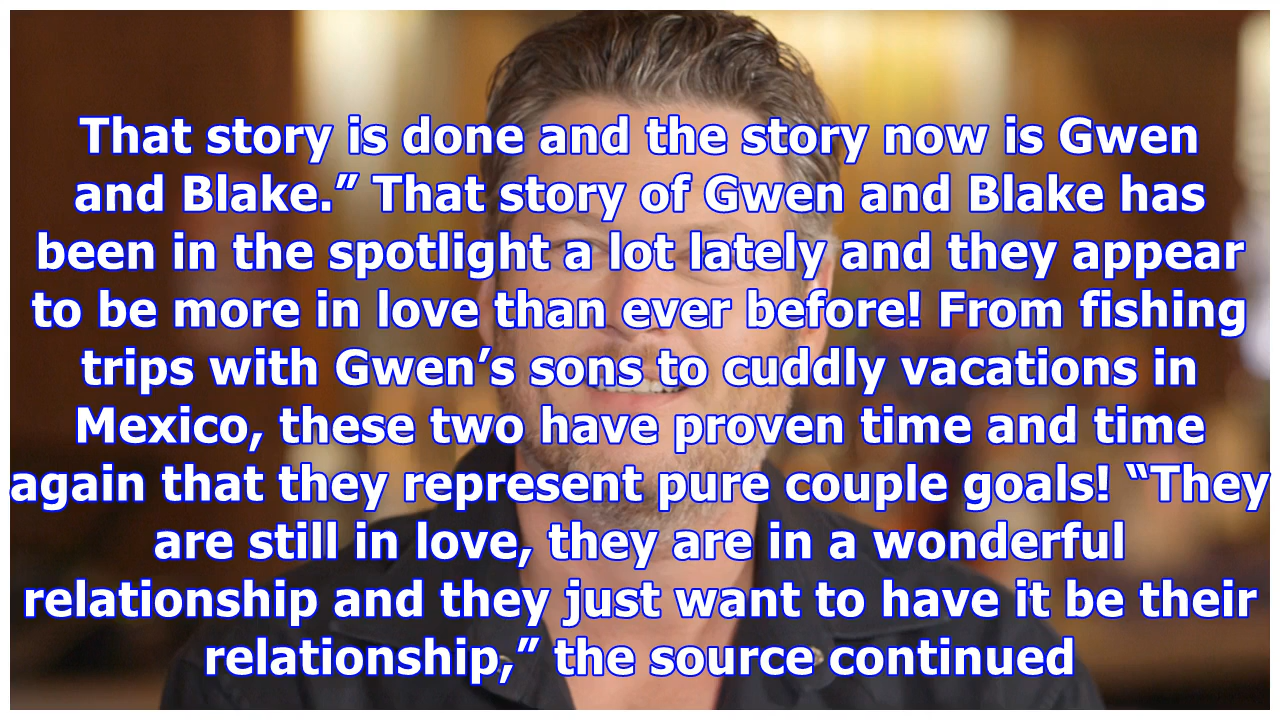 That story is done and the story now is Gwen
and Blake.” That story of Gwen and Blake has
been in the spotlight a lot lately and they appear
to be more in love than ever before! From fishing
trips with Gwen’s sons to cuddly vacations in
Mexico, these two have proven time and time
again that they represent pure couple goals! “They
are still in love, they are in a wonderful
relationship and they just want to have it be their
relationship,” the source continued